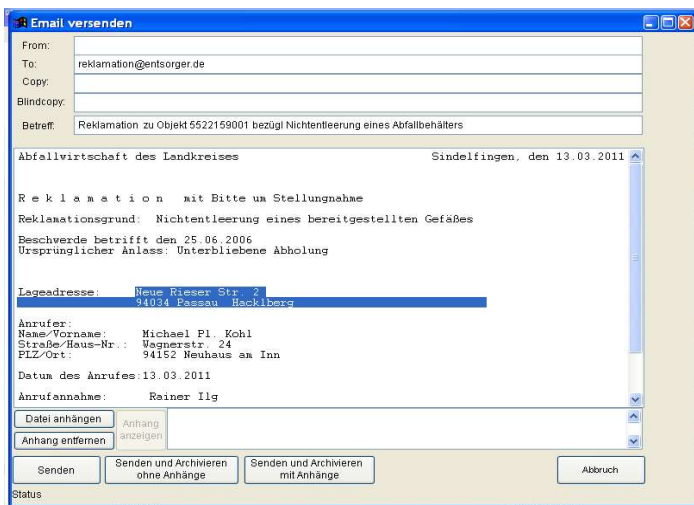 Email versenden
From:
To: reklamation@entsorger.de
Copy:
Blindcopy:
Betreff: Reklamation zu Objekt 5522159001 bezügl Nichtentleerung eines Abfallbehälters
Abfallwirtschaft des Landkreises Sindelfingen, den 13.03.2011
R e k l a m a t i o n mit Bitte um Stellungnahme
Reklamationsgrund: Nichtentleerung eines bereitgestellten Gefäßes
Beschwerde betrifft den 25.06.2006
Ursprünglicher Anlass: Unterbliebene Abholung
Lageadresse: Neue Rieser Str. 2
94034 Passau Hacklberg
Anrufer:
Name/Vorname: Michael Pl. Kohl
Straße/Haus-Nr.: Wagnerstr. 24
PLZ/Ort: 94152 Neuhaus am Inn
Datum des Anrufes:13.03.2011
Anrufannahme: Rainer Ilg
Datei anhängen
Anhang entfernen
Anhang
anzeigen
Senden
Senden und Archivieren
ohne Anhänge
Senden und Archivieren
mit Anhänge
Abbruch
Status